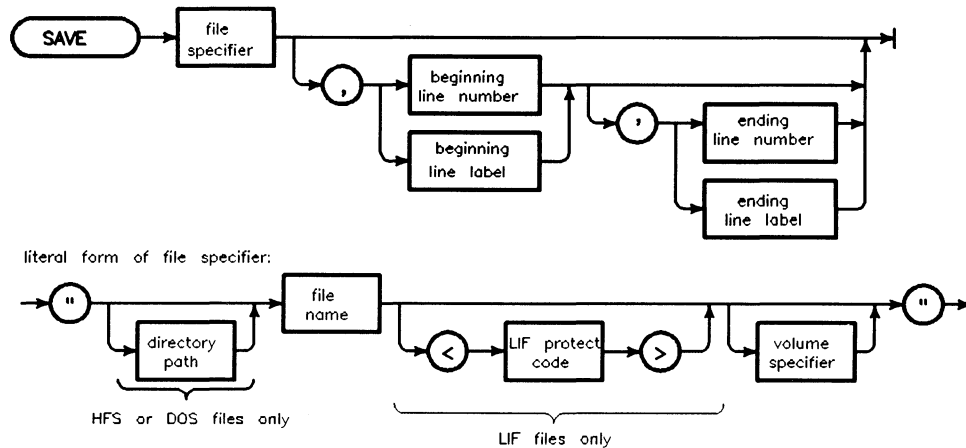 SAVE
file
specifier
,
beginning
line number
beginning
line label
,
ending
line number
ending
line label
literal form of file specifier:
"
directory
path
HFS or DOS files only
file
name
<
LIF protect
code
>
LIF files only
volume
specifier
"